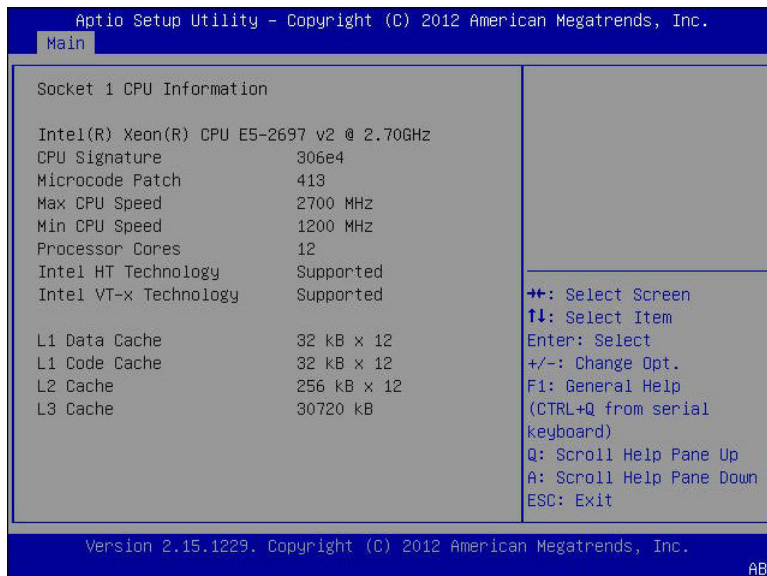 Aptio Setup Utility – Copyright (C) 2012 American Megatrends, Inc.
Main
Socket 1 CPU Information
Intel(R) Xeon(R) CPU E5-2697 v2 @ 2.70GHz
CPU Signature 306e4
Microcode Patch 413
Max CPU Speed 2700 MHz
Min CPU Speed 1200 MHz
Processor Cores 12
Intel HT Technology Supported
Intel VT-x Technology Supported
L1 Data Cache 32 kB x 12
L1 Code Cache 32 kB x 12
L2 Cache 256 kB x 12
L3 Cache 30720 kB
→←: Select Screen
↑↓: Select Item
Enter: Select
+/-: Change Opt.
F1: General Help
(CTRL+Q from serial
keyboard)
Q: Scroll Help Pane Up
A: Scroll Help Pane Down
ESC: Exit
Version 2.15.1229. Copyright (C) 2012 American Megatrends, Inc.
AB